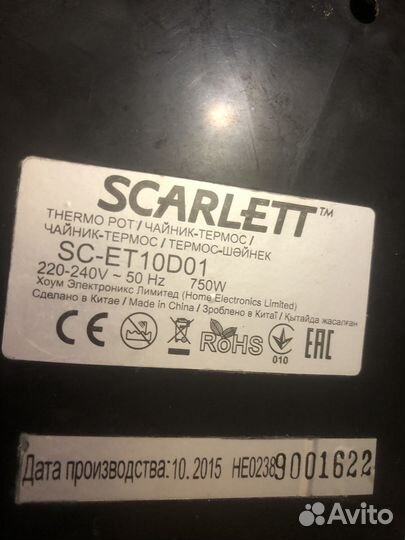 SCARLETT™
THERMO POT / ЧАЙНИК-ТЕРМОС /
ЧАЙНИК-ТЕРМОС / ТЕРМОС-ШӘЙНЕК
SC-ET10D01
220-240V ~ 50 Hz 750W
Хоум Электроникс Лимитед (Home Electronics Limited)
Сделано в Китае / Made in China / Зроблено в Китаї / Қытайда жасалған
CE RoHS 010 EAC
Дата производства: 10. 2015 HE0238 9001622
Avito